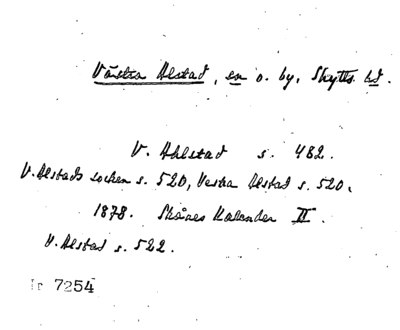 Västra Alstad, sn o. by, Skytts hd.
V. Ahlstad s. 482.
V. Alstads socken s. 520, Vestra Alstad s. 520.
1878. Skånes Kalender II.
V. Alstad s. 522.
Ir 7254